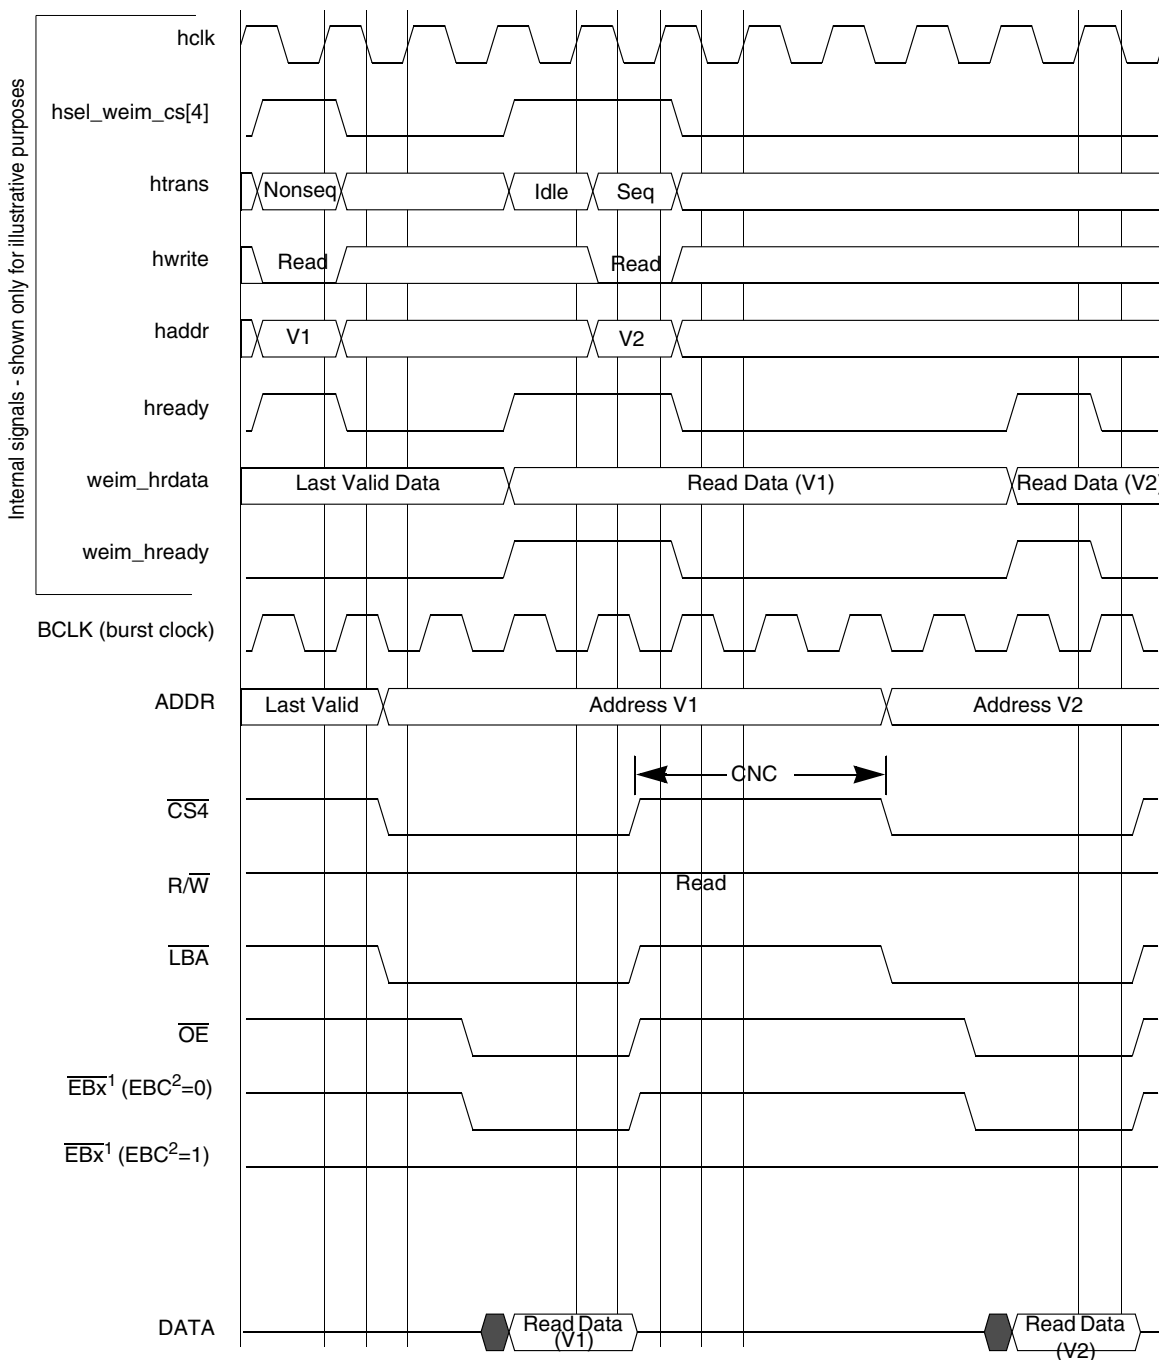 Internal signals - shown only for illustrative purposes
hclk
hsel_weim_cs[4]
htrans
Nonseq
Idle
Seq
hwrite
Read
Read
haddr
V1
V2
hready
weim_hrdata
Last Valid Data
Read Data (V1)
Read Data (V2)
weim_hready
BCLK (burst clock)
ADDR
Last Valid
Address V1
Address V2
CNC
CS4
R/W
Read
LBA
OE
EBx1 (EBC2=0)
EBx1 (EBC2=1)
DATA
Read Data
(V1)
Read Data
(V2)